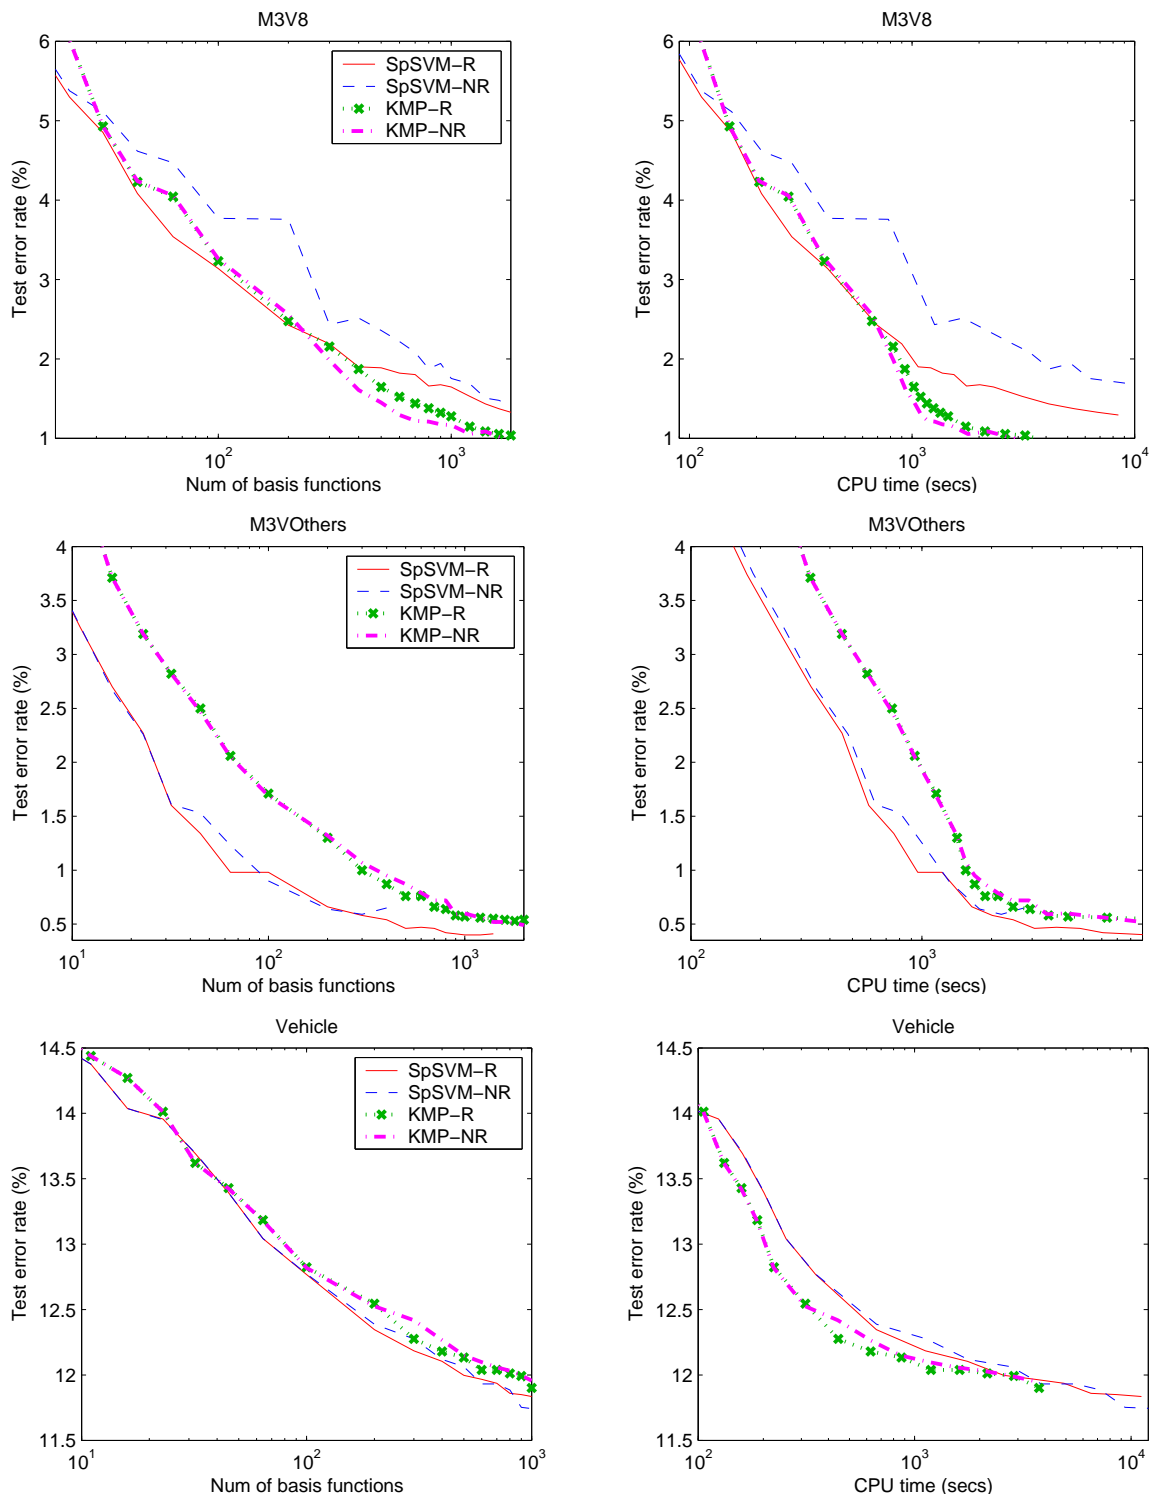 M3V8
6
5
4
3
2
1
Test error rate (%)
SpSVM−R
SpSVM−NR
KMP−R
KMP−NR
10^2
10^3
Num of basis functions
M3V8
6
5
4
3
2
1
Test error rate (%)
10^2
10^3
10^4
CPU time (secs)
M3VOthers
4
3.5
3
2.5
2
1.5
1
0.5
Test error rate (%)
SpSVM−R
SpSVM−NR
KMP−R
KMP−NR
10^1
10^2
10^3
Num of basis functions
M3VOthers
4
3.5
3
2.5
2
1.5
1
0.5
Test error rate (%)
10^2
10^3
CPU time (secs)
Vehicle
14.5
14
13.5
13
12.5
12
11.5
Test error rate (%)
SpSVM−R
SpSVM−NR
KMP−R
KMP−NR
10^1
10^2
10^3
Num of basis functions
Vehicle
14.5
14
13.5
13
12.5
12
11.5
Test error rate (%)
10^2
10^3
10^4
CPU time (secs)